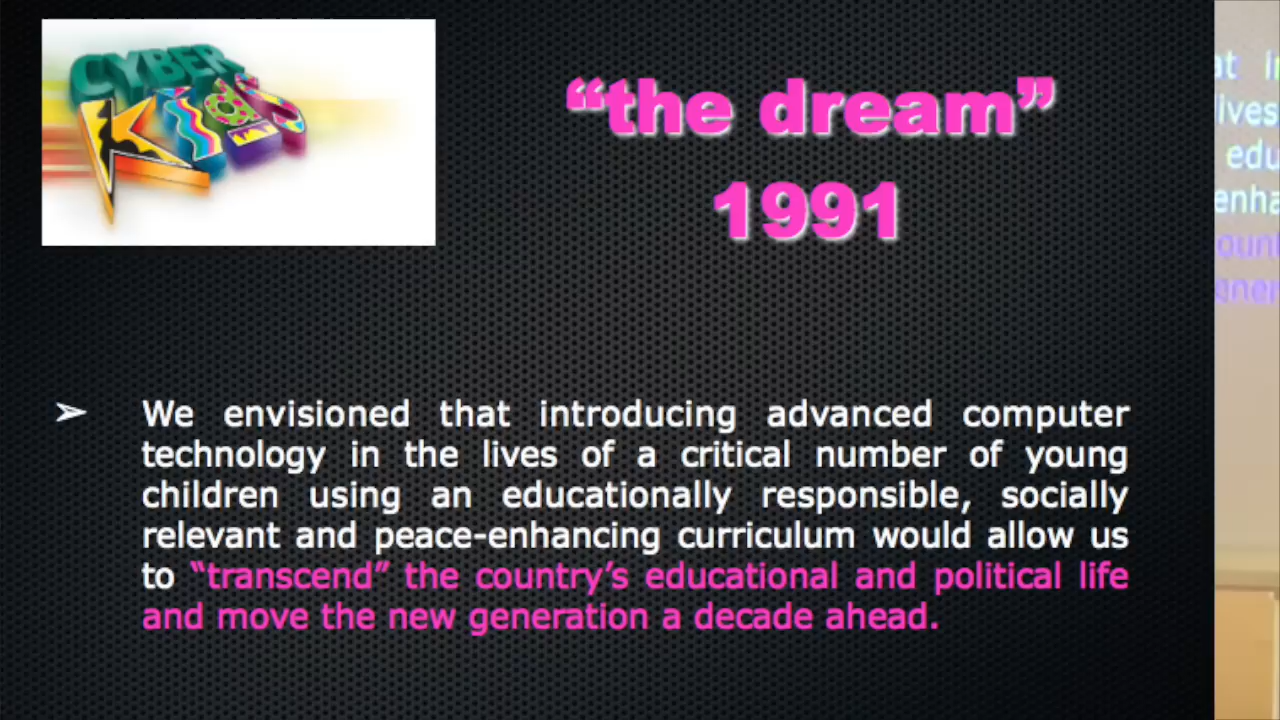 CYBER
KidS
“the dream”
1991
➢ We envisioned that introducing advanced computer
technology in the lives of a critical number of young
children using an educationally responsible, socially
relevant and peace-enhancing curriculum would allow us
to “transcend” the country’s educational and political life
and move the new generation a decade ahead.